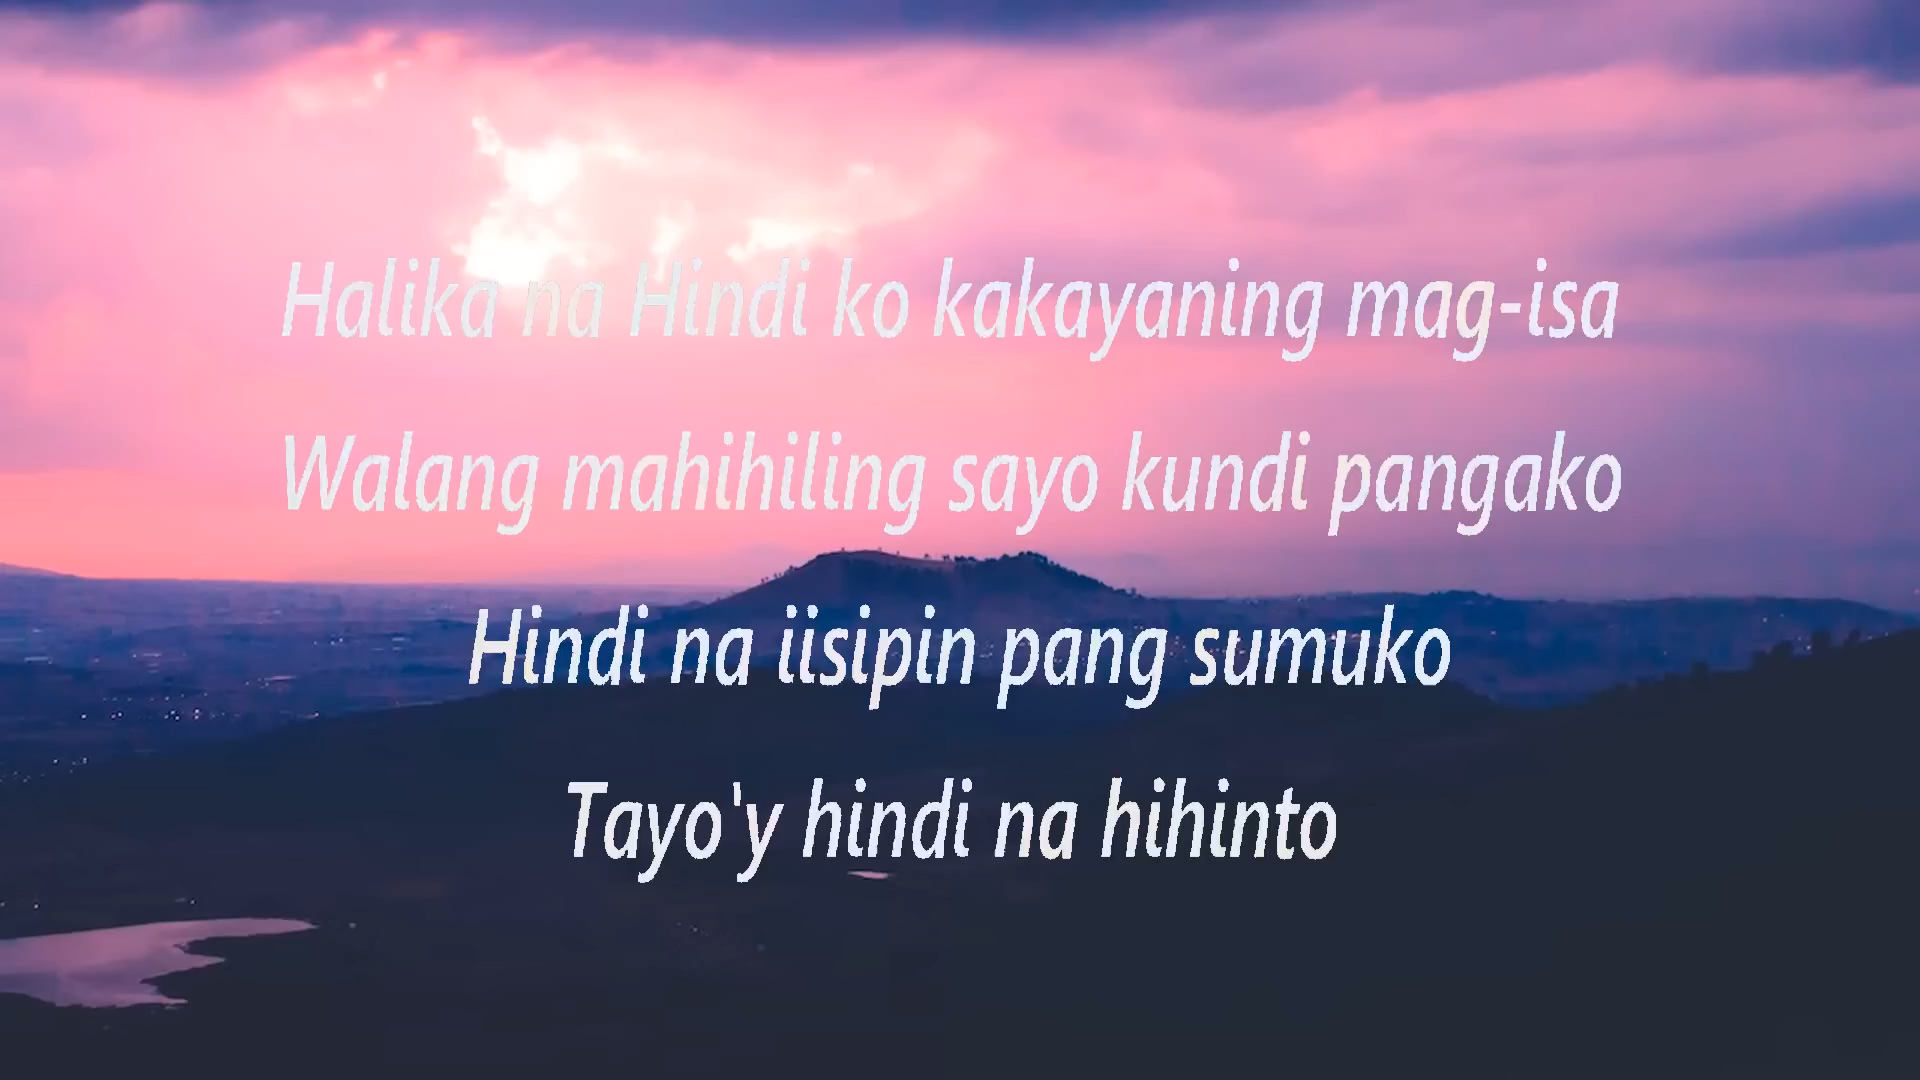 Halika na Hindi ko kakayaning mag-isa
Walang mahihiling sayo kundi pangako
Hindi na iisipin pang sumuko
Tayo'y hindi na hihinto